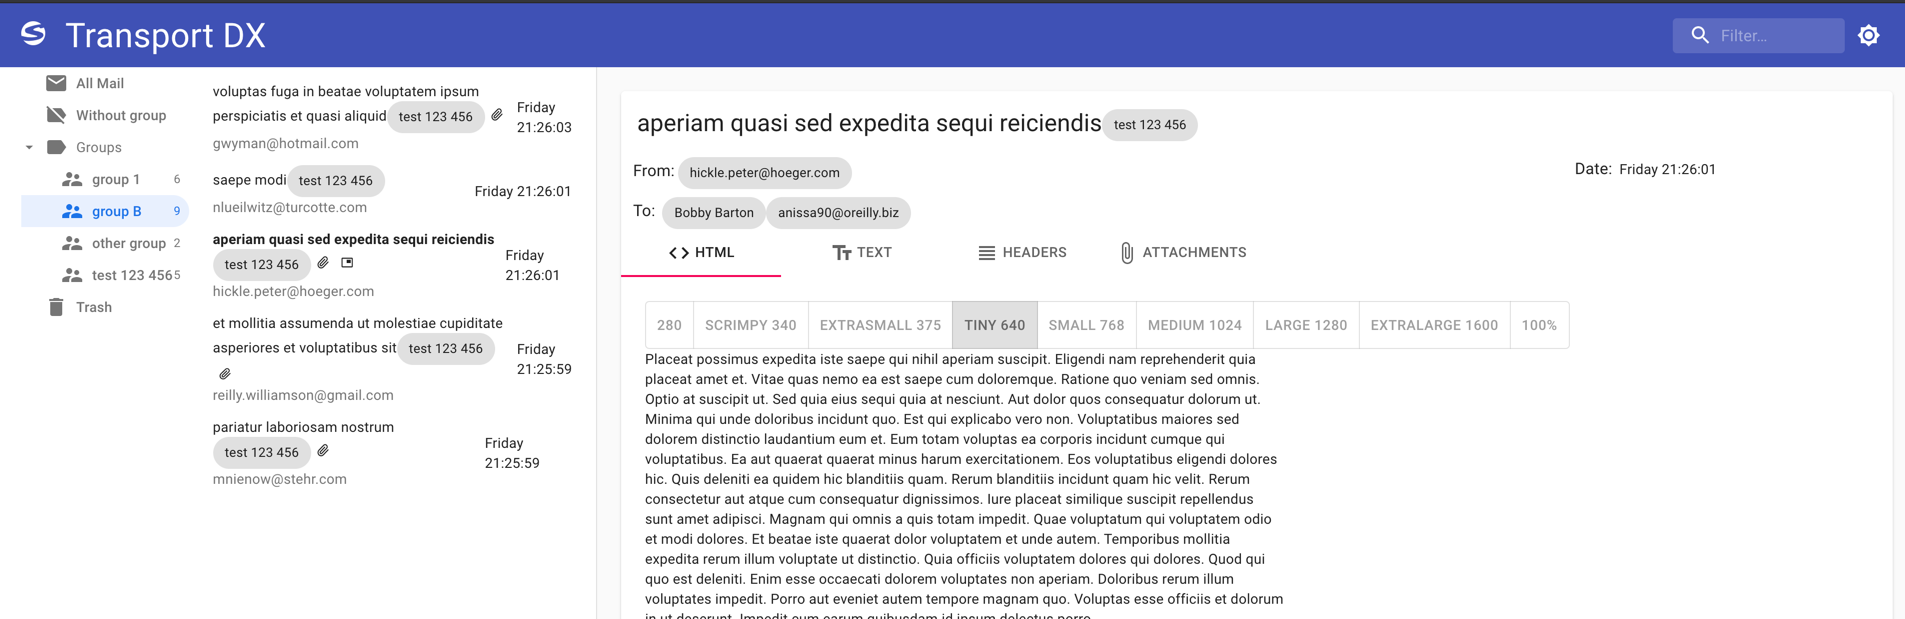 Transport DX
Filter...
All Mail
Without group
Groups
group 1 6
group B 9
other group 2
test 123 456 5
Trash
voluptas fuga in beatae voluptatem ipsum
perspiciatis et quasi aliquid test 123 456
gwyman@hotmail.com
Friday
21:26:03
saepe modi test 123 456
nlueilwitz@turcotte.com
Friday 21:26:01
aperiam quasi sed expedita sequi reiciendis
test 123 456
hickle.peter@hoeger.com
Friday
21:26:01
et mollitia assumenda ut molestiae cupiditate
asperiores et voluptatibus sit test 123 456
reilly.williamson@gmail.com
Friday
21:25:59
pariatur laboriosam nostrum
test 123 456
mnienow@stehr.com
Friday
21:25:59
aperiam quasi sed expedita sequi reiciendis test 123 456
From: hickle.peter@hoeger.com
Date: Friday 21:26:01
To: Bobby Barton anissa90@oreilly.biz
HTML TEXT HEADERS ATTACHMENTS
280 SCRIMPY 340 EXTRASMALL 375 TINY 640 SMALL 768 MEDIUM 1024 LARGE 1280 EXTRALARGE 1600 100%
Placeat possimus expedita iste saepe qui nihil aperiam suscipit. Eligendi nam reprehenderit quia
placeat amet et. Vitae quas nemo ea est saepe cum doloremque. Ratione quo veniam sed omnis.
Optio at suscipit ut. Sed quia eius sequi quia at nesciunt. Aut dolor quos consequatur dolorum ut.
Minima qui unde doloribus incidunt quo. Est qui explicabo vero non. Voluptatibus maiores sed
dolorem distinctio laudantium eum et. Eum totam voluptas ea corporis incidunt cumque qui
voluptatibus. Ea aut quaerat quaerat minus harum exercitationem. Eos voluptatibus eligendi dolores
hic. Quis deleniti ea quidem hic blanditiis quam. Rerum blanditiis incidunt quam hic velit. Rerum
consectetur aut atque cum consequatur dignissimos. Iure placeat similique suscipit repellendus
sunt amet adipisci. Magnam qui omnis a quis totam impedit. Quae voluptatum qui voluptatem odio
et modi dolores. Et beatae iste quaerat dolor voluptatem et unde autem. Temporibus mollitia
expedita rerum illum voluptate ut distinctio. Quia officiis voluptatem dolores qui dolores. Quod qui
quo est deleniti. Enim esse occaecati dolorem voluptates non aperiam. Doloribus rerum illum
voluptates impedit. Porro aut eveniet autem tempore magnam quo. Voluptas esse officiis et dolorum
in ut deserunt. Impedit cum earum quibusdam id ipsum delectus porro.